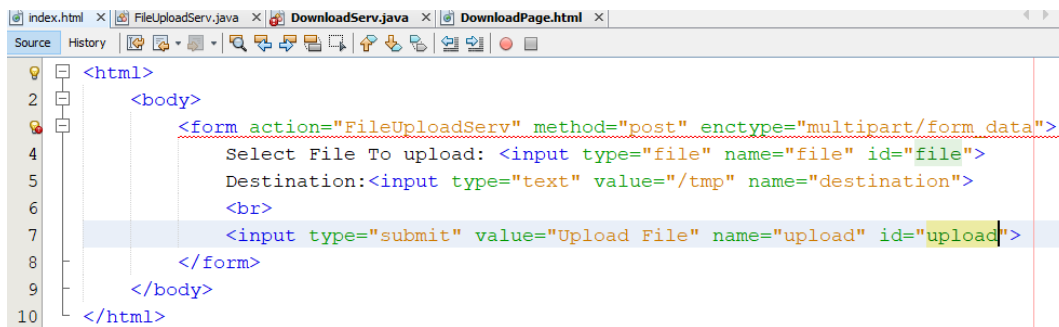 index.html FileUploadServ.java DownloadServ.java DownloadPage.html
Source History
<html>
2 <body>
<form action="FileUploadServ" method="post" enctype="multipart/form data">
4 Select File To upload: <input type="file" name="file" id="file">
5 Destination:<input type="text" value="/tmp" name="destination">
6 <br>
7 <input type="submit" value="Upload File" name="upload" id="upload">
8 </form>
9 </body>
10 </html>